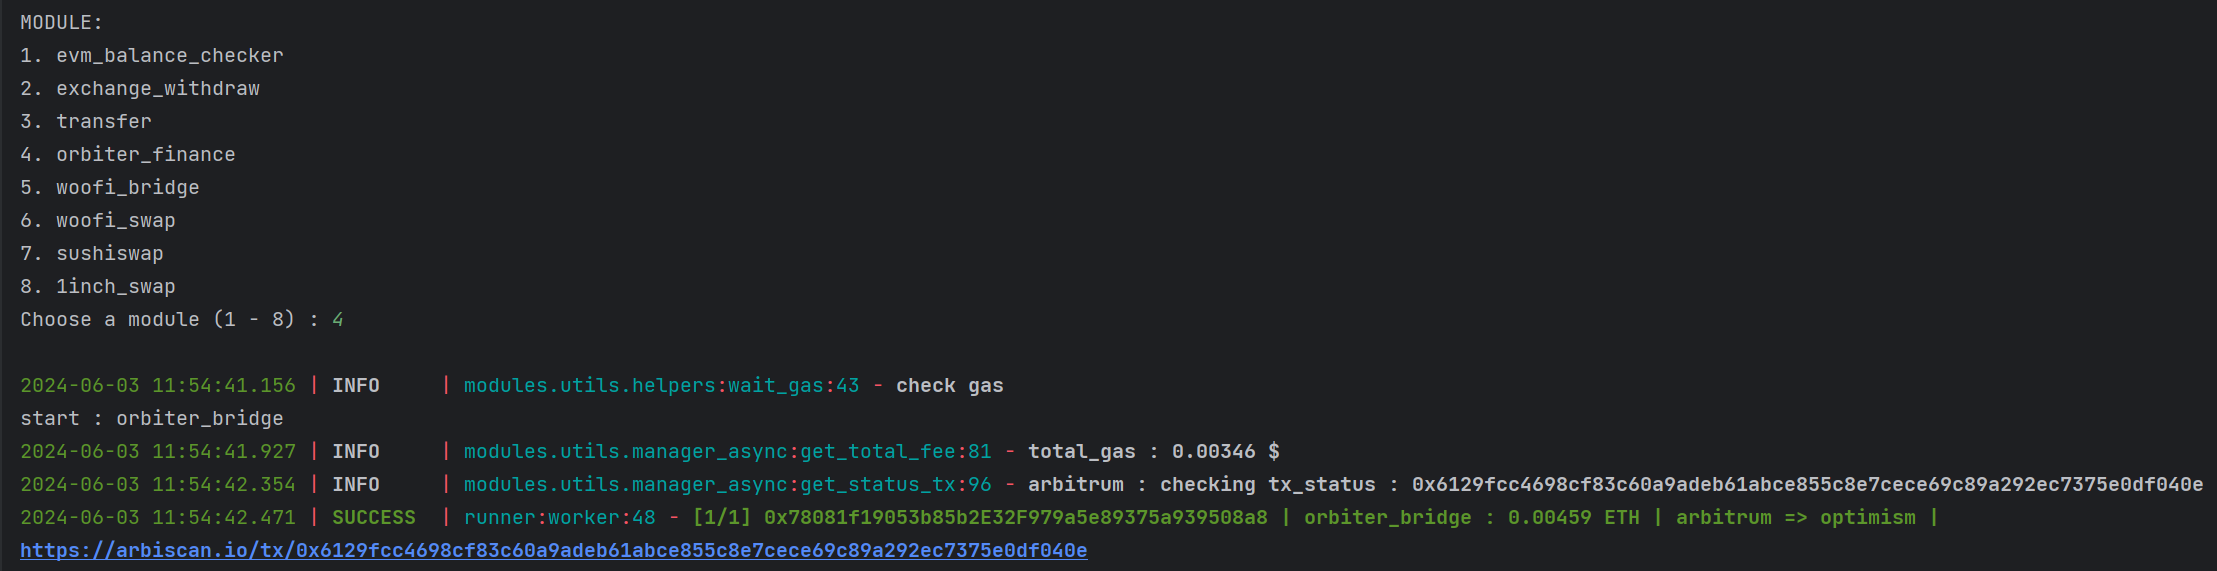 MODULE:
1. evm_balance_checker
2. exchange_withdraw
3. transfer
4. orbiter_finance
5. woofi_bridge
6. woofi_swap
7. sushiswap
8. 1inch_swap
Choose a module (1 - 8) : 4
2024-06-03 11:54:41.156 | INFO     | modules.utils.helpers:wait_gas:43 - check gas
start : orbiter_bridge
2024-06-03 11:54:41.927 | INFO     | modules.utils.manager_async:get_total_fee:81 - total_gas : 0.00346 $
2024-06-03 11:54:42.354 | INFO     | modules.utils.manager_async:get_status_tx:96 - arbitrum : checking tx_status : 0x6129fcc4698cf83c60a9adeb61abce855c8e7cece69c89a292ec7375e0df040e
2024-06-03 11:54:42.471 | SUCCESS  | runner:worker:48 - [1/1] 0x78081f19053b85b2E32F979a5e89375a939508a8 | orbiter_bridge : 0.00459 ETH | arbitrum => optimism |
https://arbiscan.io/tx/0x6129fcc4698cf83c60a9adeb61abce855c8e7cece69c89a292ec7375e0df040e